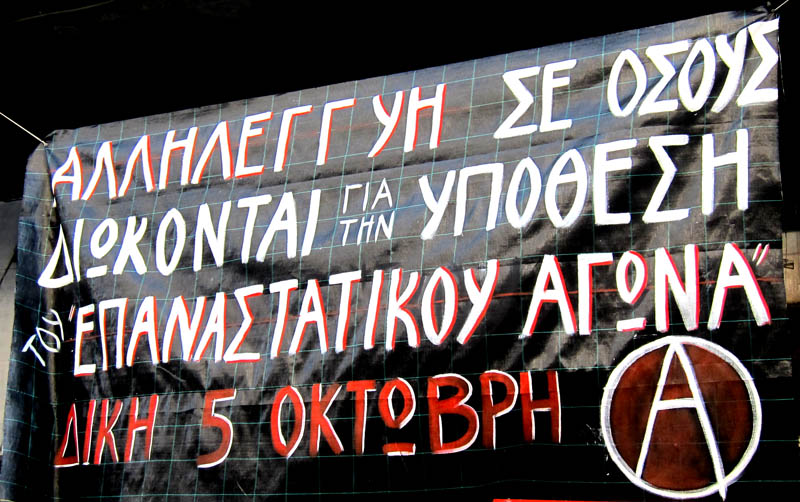 ΑΛΛΗΛΕΓΓΥΗ ΣΕ ΟΣΟΥΣ
ΔΙΩΚΟΝΤΑΙ ΓΙΑ ΤΗΝ ΥΠΟΘΕΣΗ
ΤΟΥ "ΕΠΑΝΑΣΤΑΤΙΚΟΥ ΑΓΩΝΑ"
ΔΙΚΗ 5 ΟΚΤΩΒΡΗ
A